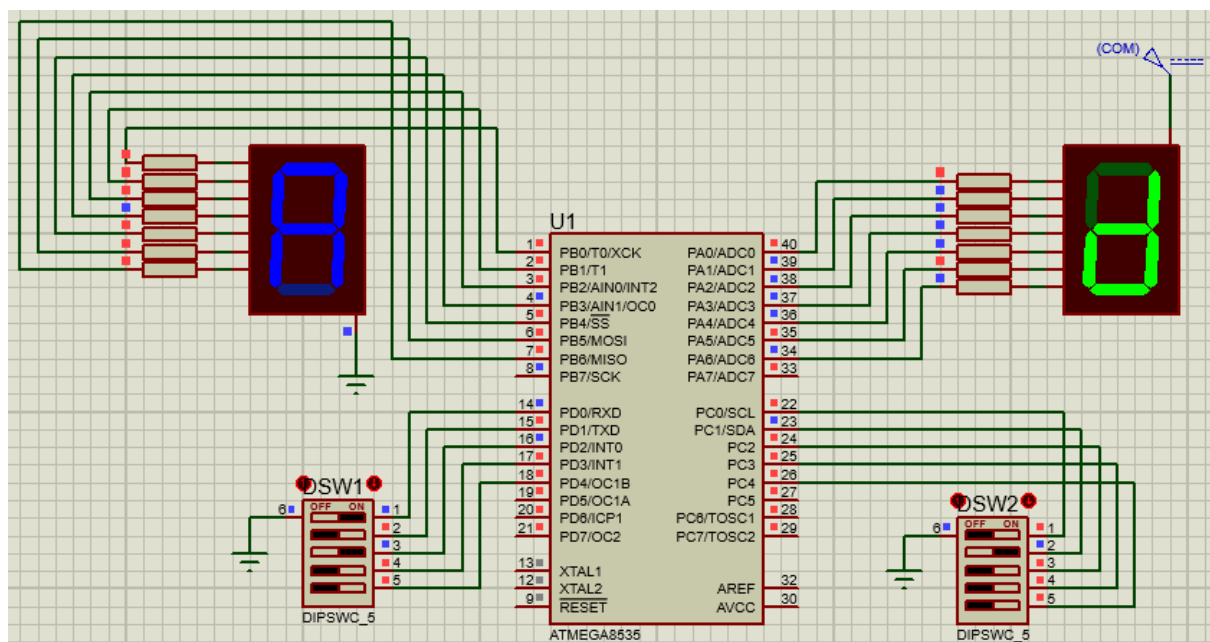 (COM)
U1
1 PB0/T0/XCK PA0/ADC0 40
2 PB1/T1 PA1/ADC1 39
3 PB2/AIN0/INT2 PA2/ADC2 38
4 PB3/AIN1/OC0 PA3/ADC3 37
5 PB4/SS PA4/ADC4 36
6 PB5/MOSI PA5/ADC5 35
7 PB6/MISO PA6/ADC6 34
8 PB7/SCK PA7/ADC7 33
14 PD0/RXD PC0/SCL 22
15 PD1/TXD PC1/SDA 23
16 PD2/INT0 PC2 24
17 PD3/INT1 PC3 25
18 PD4/OC1B PC4 26
19 PD5/OC1A PC5 27
20 PD6/ICP1 PC6/TOSC1 28
21 PD7/OC2 PC7/TOSC2 29
13 XTAL1
12 XTAL2 AREF 32
9 RESET AVCC 30
ATMEGA8535
DSW1
OFF ON
6 1
2
3
4
5
DIPSWC_5
DSW2
OFF ON
6 1
2
3
4
5
DIPSWC_5